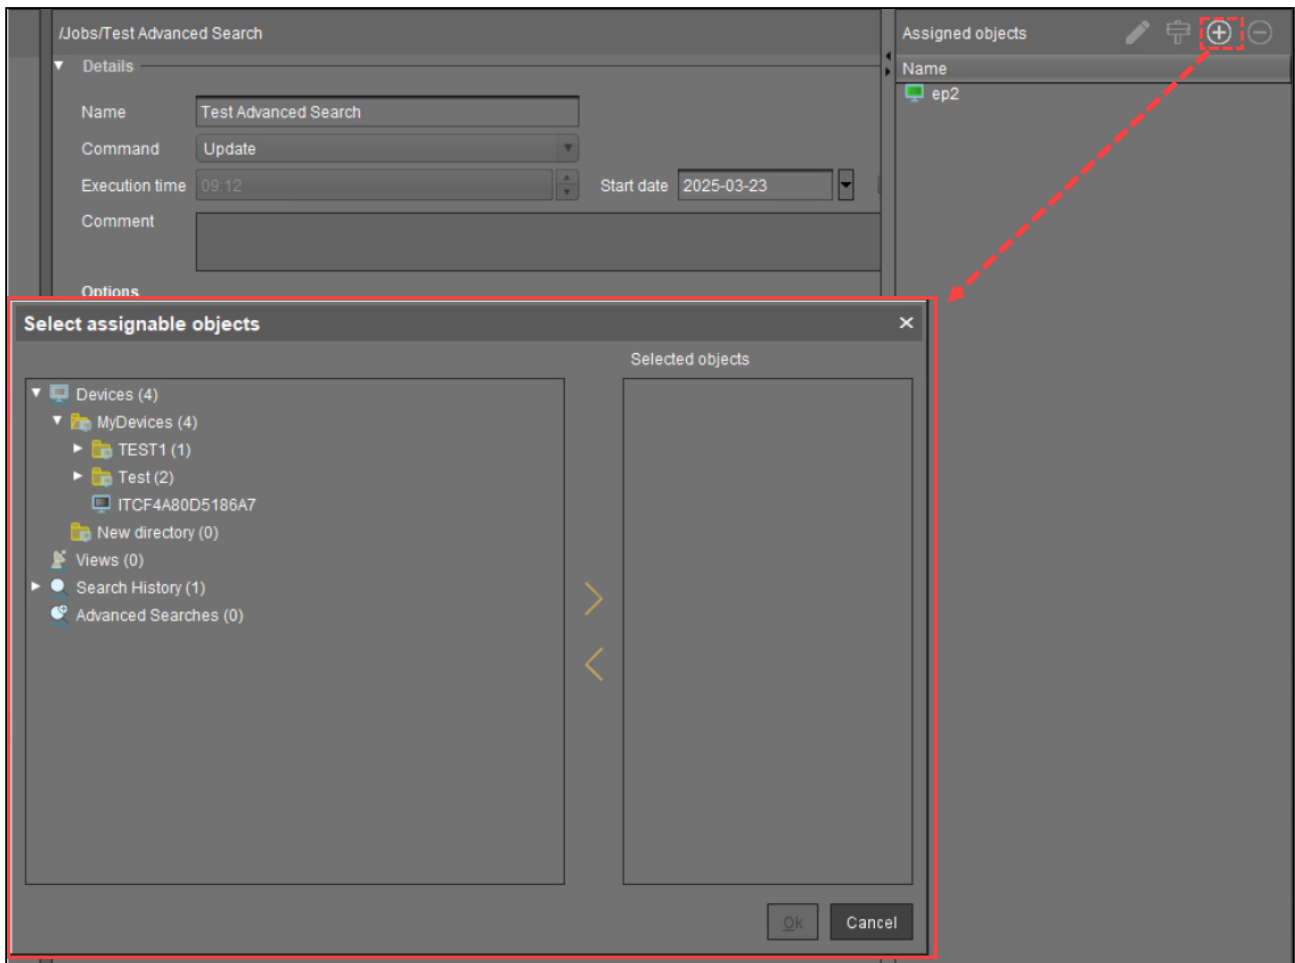 /Jobs/Test Advanced Search
Details
Name
Test Advanced Search
Command
Update
Execution time
09:12
Start date
2025-03-23
Comment
Options
Assigned objects
Name
ep2
Select assignable objects
Selected objects
Devices (4)
MyDevices (4)
TEST1 (1)
Test (2)
ITCF4A80D5186A7
New directory (0)
Views (0)
Search History (1)
Advanced Searches (0)
Ok
Cancel